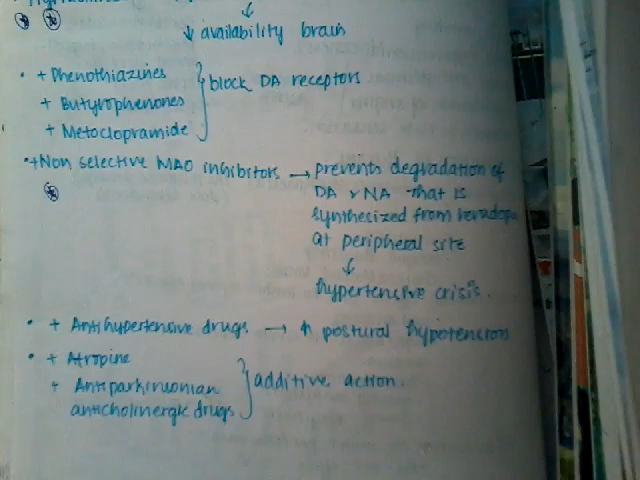 ↓
↓ availability brain
• + Phenothiazines
+ Butyrophenones
+ Metoclopramide
} block DA receptors
• + Non selective MAO inhibitors → prevents degradation of
DA & NA that is
synthesized from levodopa
at peripheral site
↓
hypertensive crisis.
• + Antihypertensive drugs → ↑ postural hypotension
• + Atropine
+ Antiparkinsonian
anticholinergic drugs
} additive action.